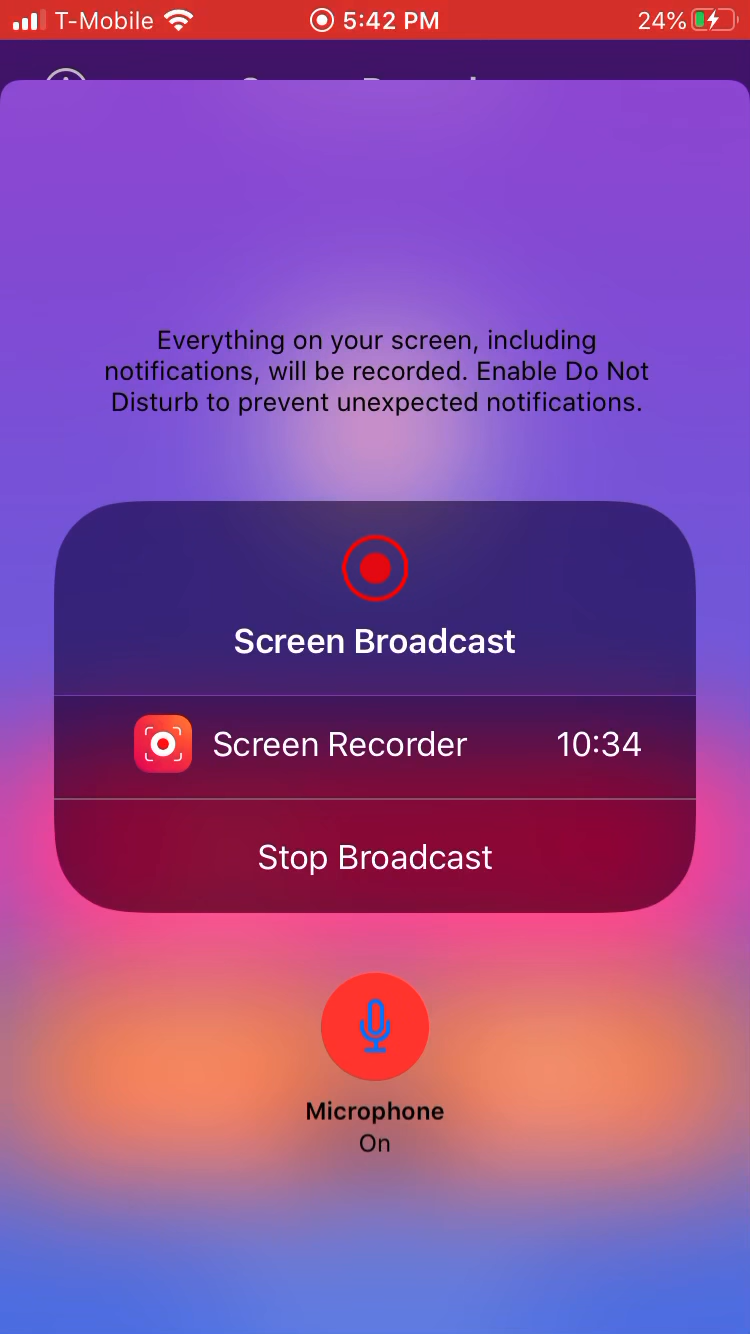 T-Mobile 5:42 PM 24%
Everything on your screen, including
notifications, will be recorded. Enable Do Not
Disturb to prevent unexpected notifications.
Screen Broadcast
Screen Recorder 10:34
Stop Broadcast
Microphone
On